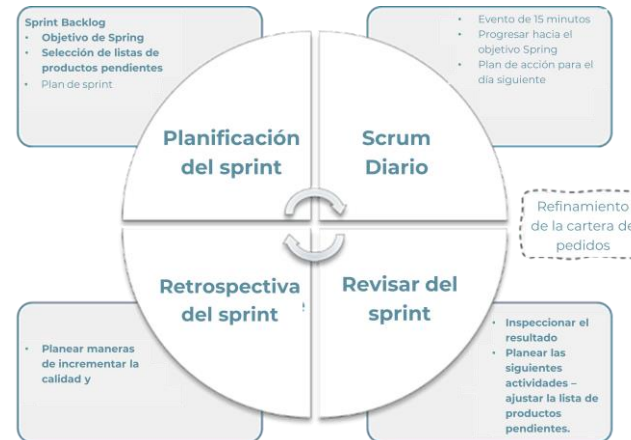 Sprint Backlog
• Objetivo de Spring
• Selección de listas de
productos pendientes
• Plan de sprint
• Evento de 15 minutos
• Progresar hacia el
objetivo Spring
• Plan de acción para el
día siguiente
Planificación
del sprint
Scrum
Diario
Refinamiento
de la cartera de
pedidos
Retrospectiva
del sprint
Revisar del
sprint
• Planear maneras
de incrementar la
calidad y
• Inspeccionar el
resultado
• Planear las
siguientes
actividades –
ajustar la lista de
productos
pendientes.